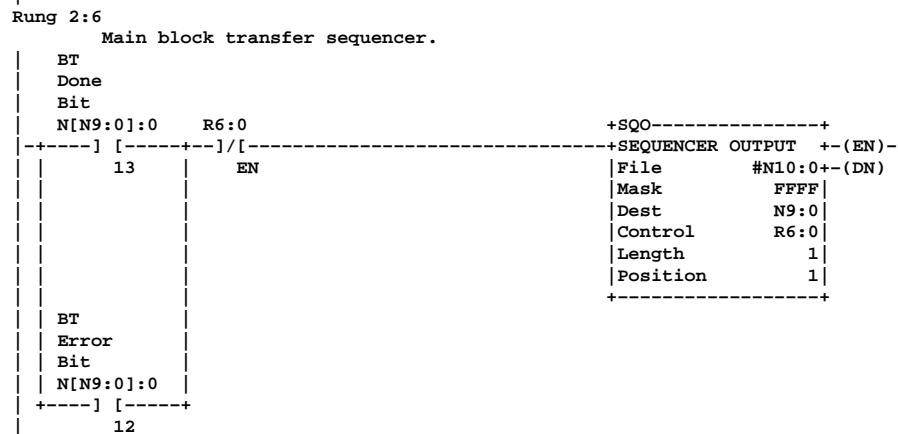 Rung 2:6
Main block transfer sequencer.
BT
Done
Bit
N[N9:0]:0 R6:0 +SQO---------------+
|-+----] [-----+--]/[--------------------------------+SEQUENCER OUTPUT +-(EN)-
13 EN |File #N10:0+-(DN)
|Mask FFFF|
|Dest N9:0|
|Control R6:0|
|Length 1|
|Position 1|
+------------------+
BT
Error
Bit
N[N9:0]:0
+----] [-----+
12